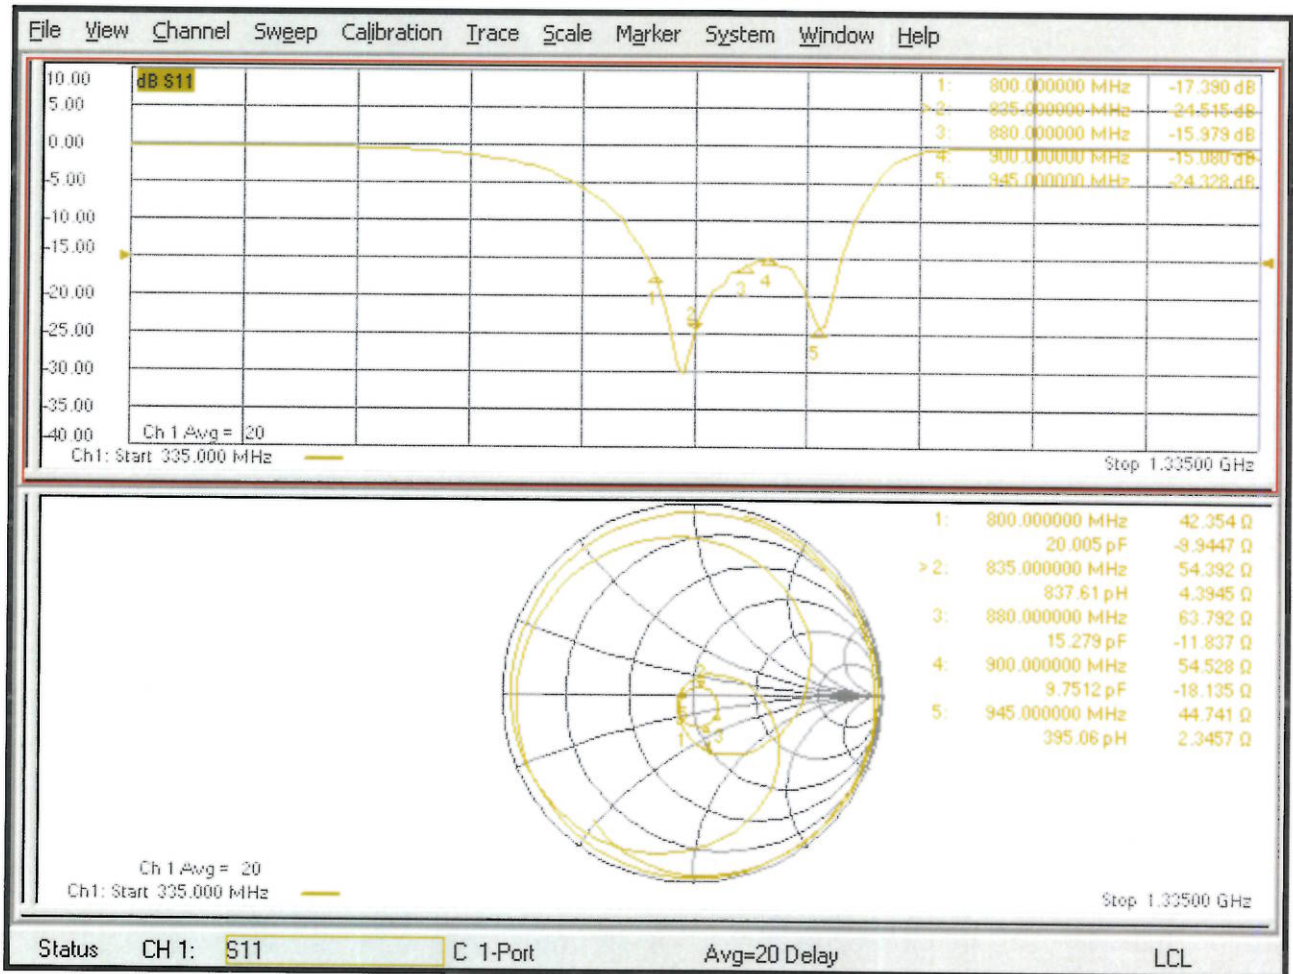 File View Channel Sweep Calibration Trace Scale Marker System Window Help
10.00
5.00
0.00
-5.00
-10.00
-15.00
-20.00
-25.00
-30.00
-35.00
-40.00
dB S11
1: 800.000000 MHz -17.390 dB
> 2: 835.000000 MHz -24.515 dB
3: 880.000000 MHz -15.979 dB
4: 900.000000 MHz -15.080 dB
5: 945.000000 MHz -24.328 dB
1
2
3
4
5
Ch 1 Avg = 20
Ch1: Start 335.000 MHz
Stop 1.33500 GHz
1: 800.000000 MHz 42.354 Ω
20.005 pF -9.9447 Ω
> 2: 835.000000 MHz 54.392 Ω
837.61 pH 4.3945 Ω
3: 880.000000 MHz 63.792 Ω
15.279 pF -11.837 Ω
4: 900.000000 MHz 54.528 Ω
9.7512 pF -18.135 Ω
5: 945.000000 MHz 44.741 Ω
395.06 pH 2.3457 Ω
2
1
3
Ch 1 Avg = 20
Ch1: Start 335.000 MHz
Stop 1.33500 GHz
Status CH 1: S11 C 1-Port Avg=20 Delay LCL